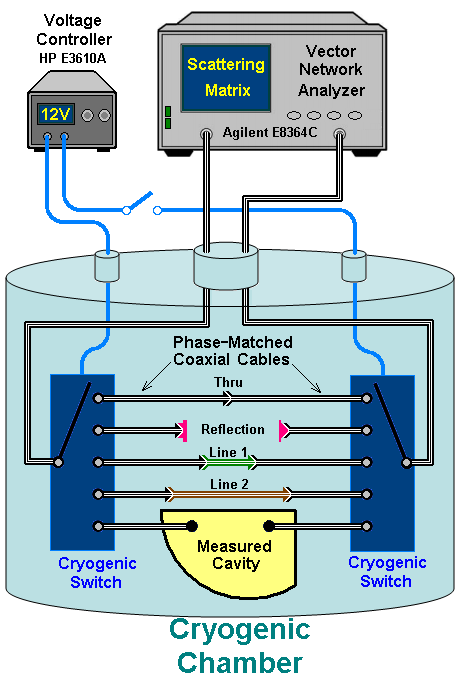 Voltage
Controller
HP E3610A
12V
Scattering
Matrix
Vector
Network
Analyzer
Agilent E8364C
Phase-Matched
Coaxial Cables
Thru
Reflection
Line 1
Line 2
Measured
Cavity
Cryogenic
Switch
Cryogenic
Switch
Cryogenic
Chamber